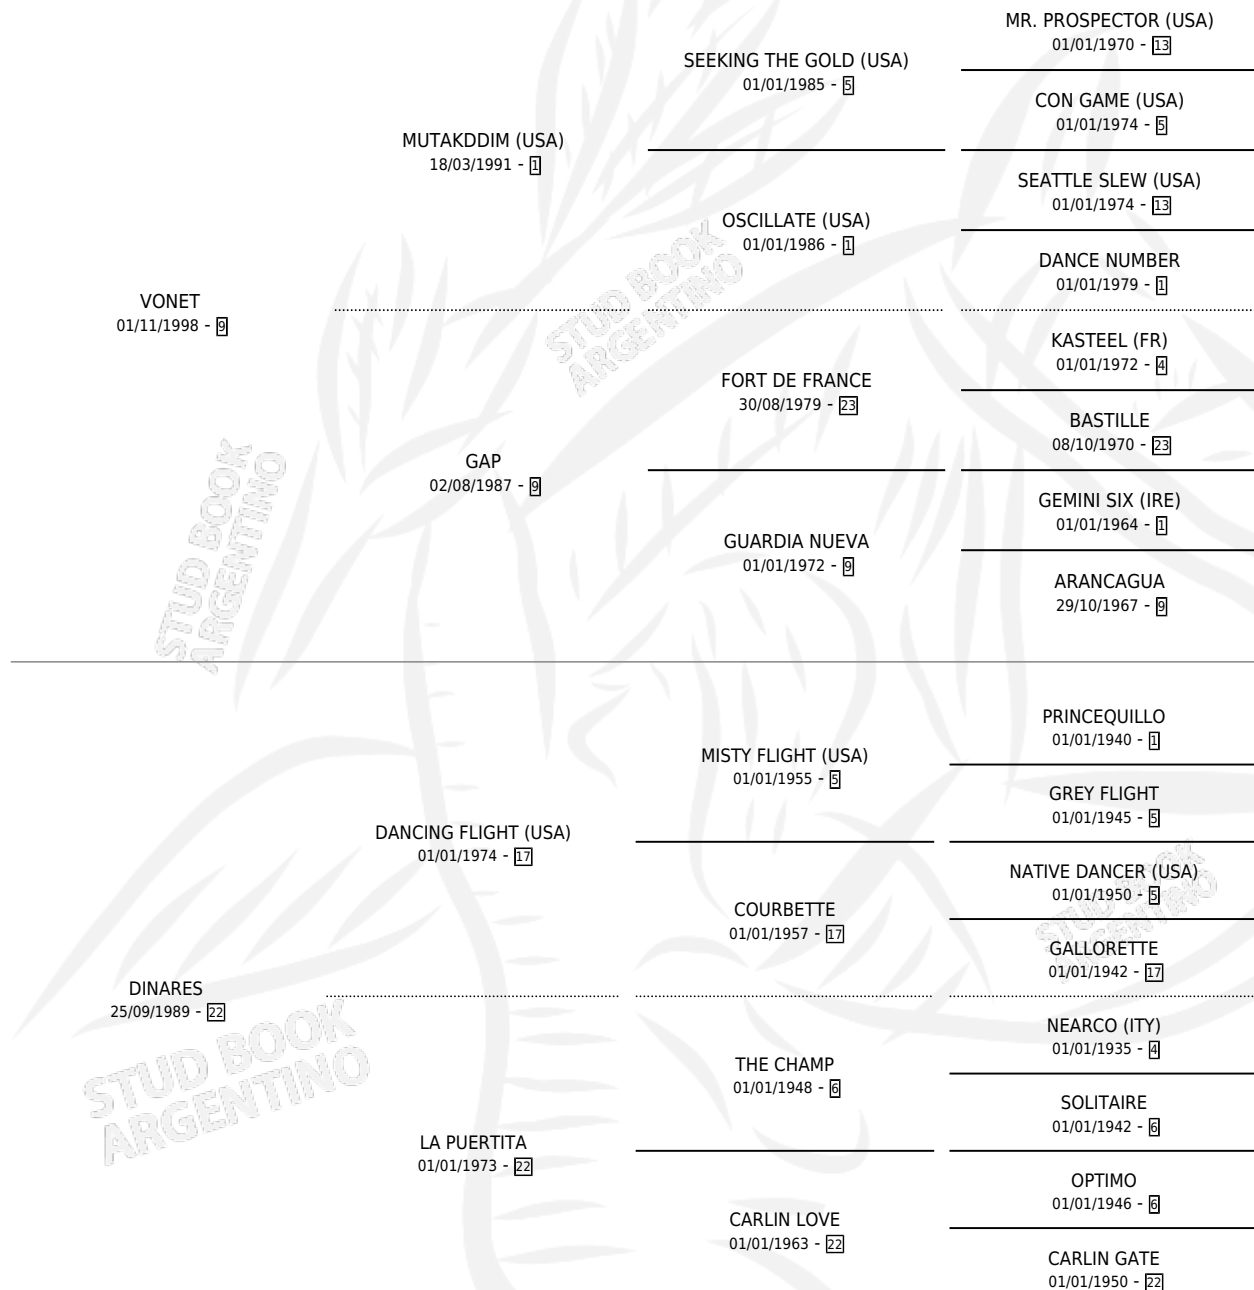 MR. PROSPECTOR (USA)
01/01/1970 - 13
SEEKING THE GOLD (USA)
01/01/1985 - 5
CON GAME (USA)
01/01/1974 - 5
MUTAKDDIM (USA)
18/03/1991 - 1
SEATTLE SLEW (USA)
01/01/1974 - 13
OSCILLATE (USA)
01/01/1986 - 1
DANCE NUMBER
01/01/1979 - 1
VONET
01/11/1998 - 9
STUD BOOK
ARGENTINO
KASTEEL (FR)
01/01/1972 - 4
FORT DE FRANCE
30/08/1979 - 23
BASTILLE
08/10/1970 - 23
GAP
02/08/1987 - 9
GEMINI SIX (IRE)
01/01/1964 - 1
GUARDIA NUEVA
01/01/1972 - 9
ARANCAGUA
29/10/1967 - 9
STUD BOOK
ARGENTINO
PRINCEQUILLO
01/01/1940 - 1
MISTY FLIGHT (USA)
01/01/1955 - 5
GREY FLIGHT
01/01/1945 - 5
DANCING FLIGHT (USA)
01/01/1974 - 17
NATIVE DANCER (USA)
01/01/1950 - 5
STUD BOOK
ARGENTINO
COURBETTE
01/01/1957 - 17
GALLORETTE
01/01/1942 - 17
DINARES
25/09/1989 - 22
NEARCO (ITY)
01/01/1935 - 4
THE CHAMP
01/01/1948 - 6
SOLITAIRE
01/01/1942 - 6
STUD BOOK
ARGENTINO
LA PUERTITA
01/01/1973 - 22
OPTIMO
01/01/1946 - 6
CARLIN LOVE
01/01/1963 - 22
CARLIN GATE
01/01/1950 - 22